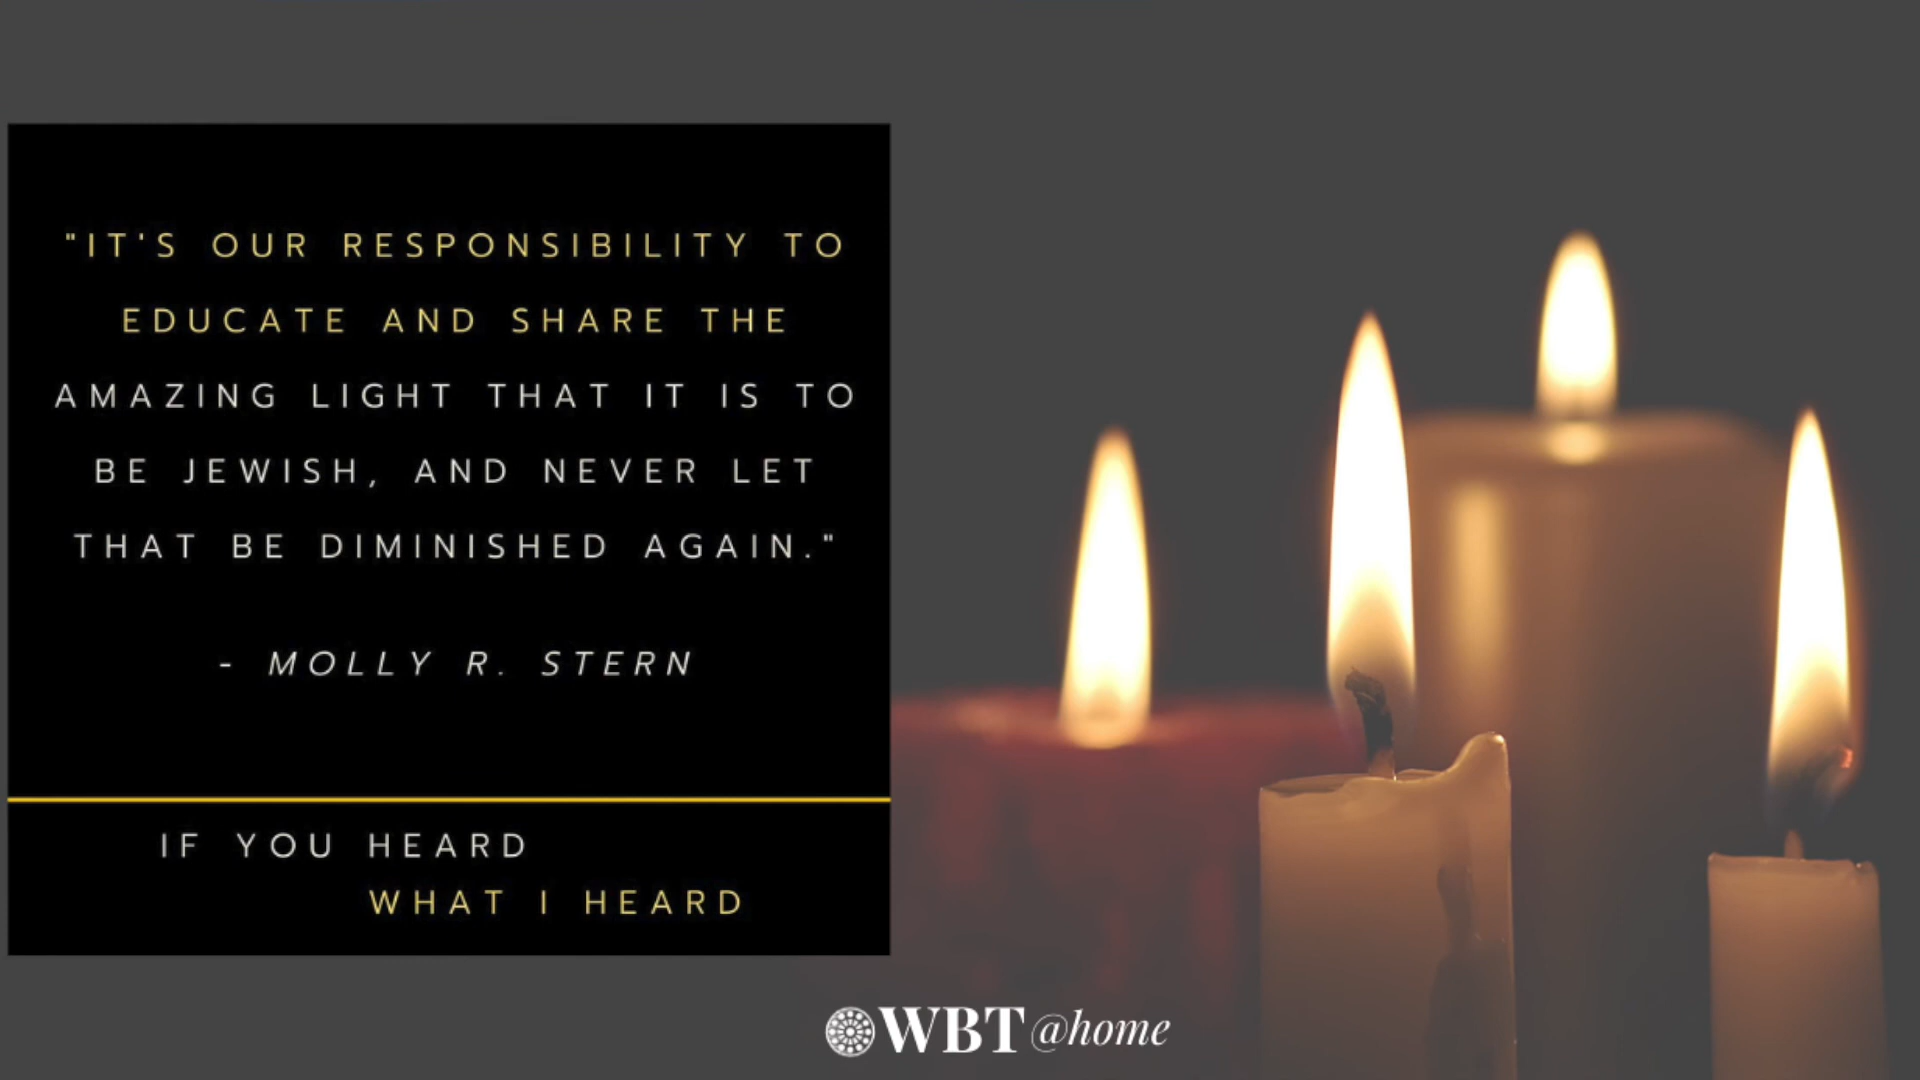 "IT'S OUR RESPONSIBILITY TO
EDUCATE AND SHARE THE
AMAZING LIGHT THAT IT IS TO
BE JEWISH, AND NEVER LET
THAT BE DIMINISHED AGAIN."
- MOLLY R. STERN
IF YOU HEARD
WHAT I HEARD
WBT @home